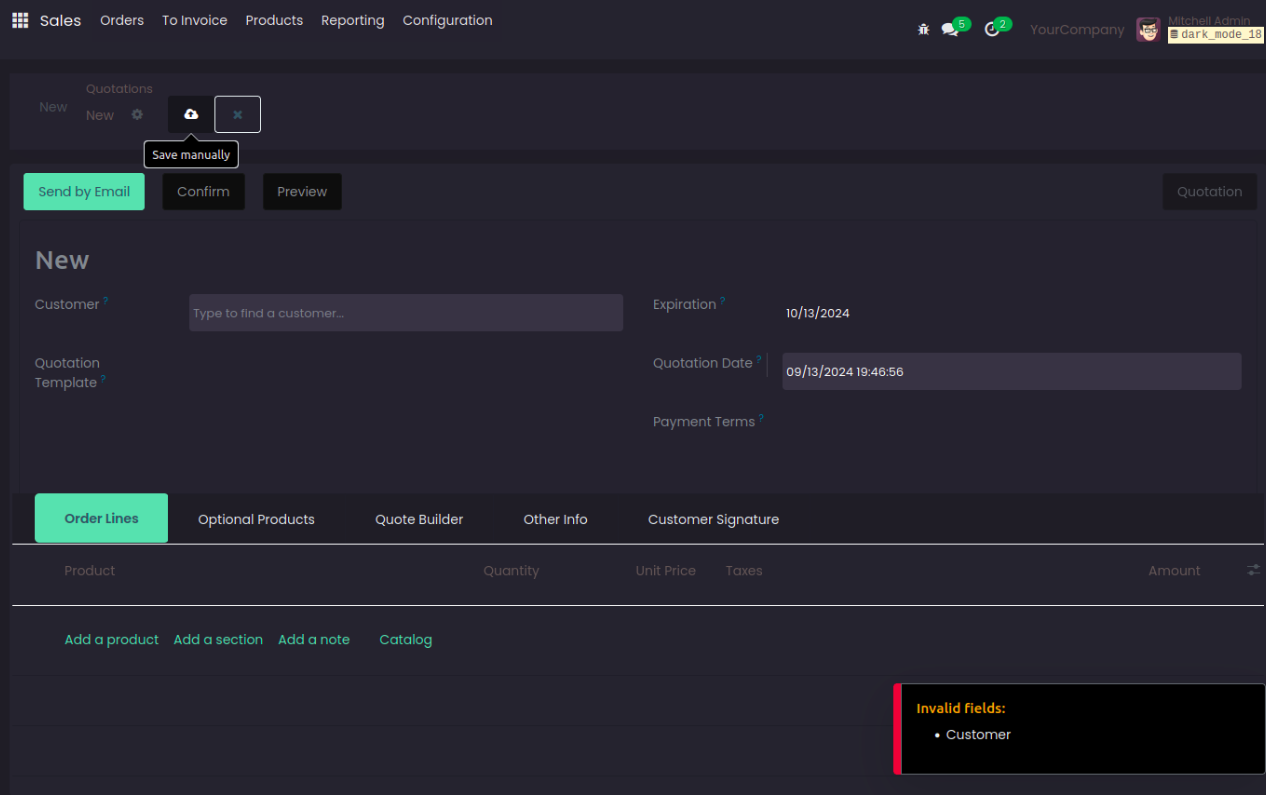 Sales Orders To Invoice Products Reporting Configuration 5 2 YourCompany Mitchell Admin
dark_mode_18
Quotations
New
New
Save manually
Send by Email Confirm Preview Quotation
New
Customer ? Type to find a customer... Expiration ? 10/13/2024
Quotation
Template ?
Quotation Date ? 09/13/2024 19:46:56
Payment Terms ?
Order Lines Optional Products Quote Builder Other Info Customer Signature
Product Quantity Unit Price Taxes Amount
Add a product Add a section Add a note Catalog
Invalid fields:
• Customer